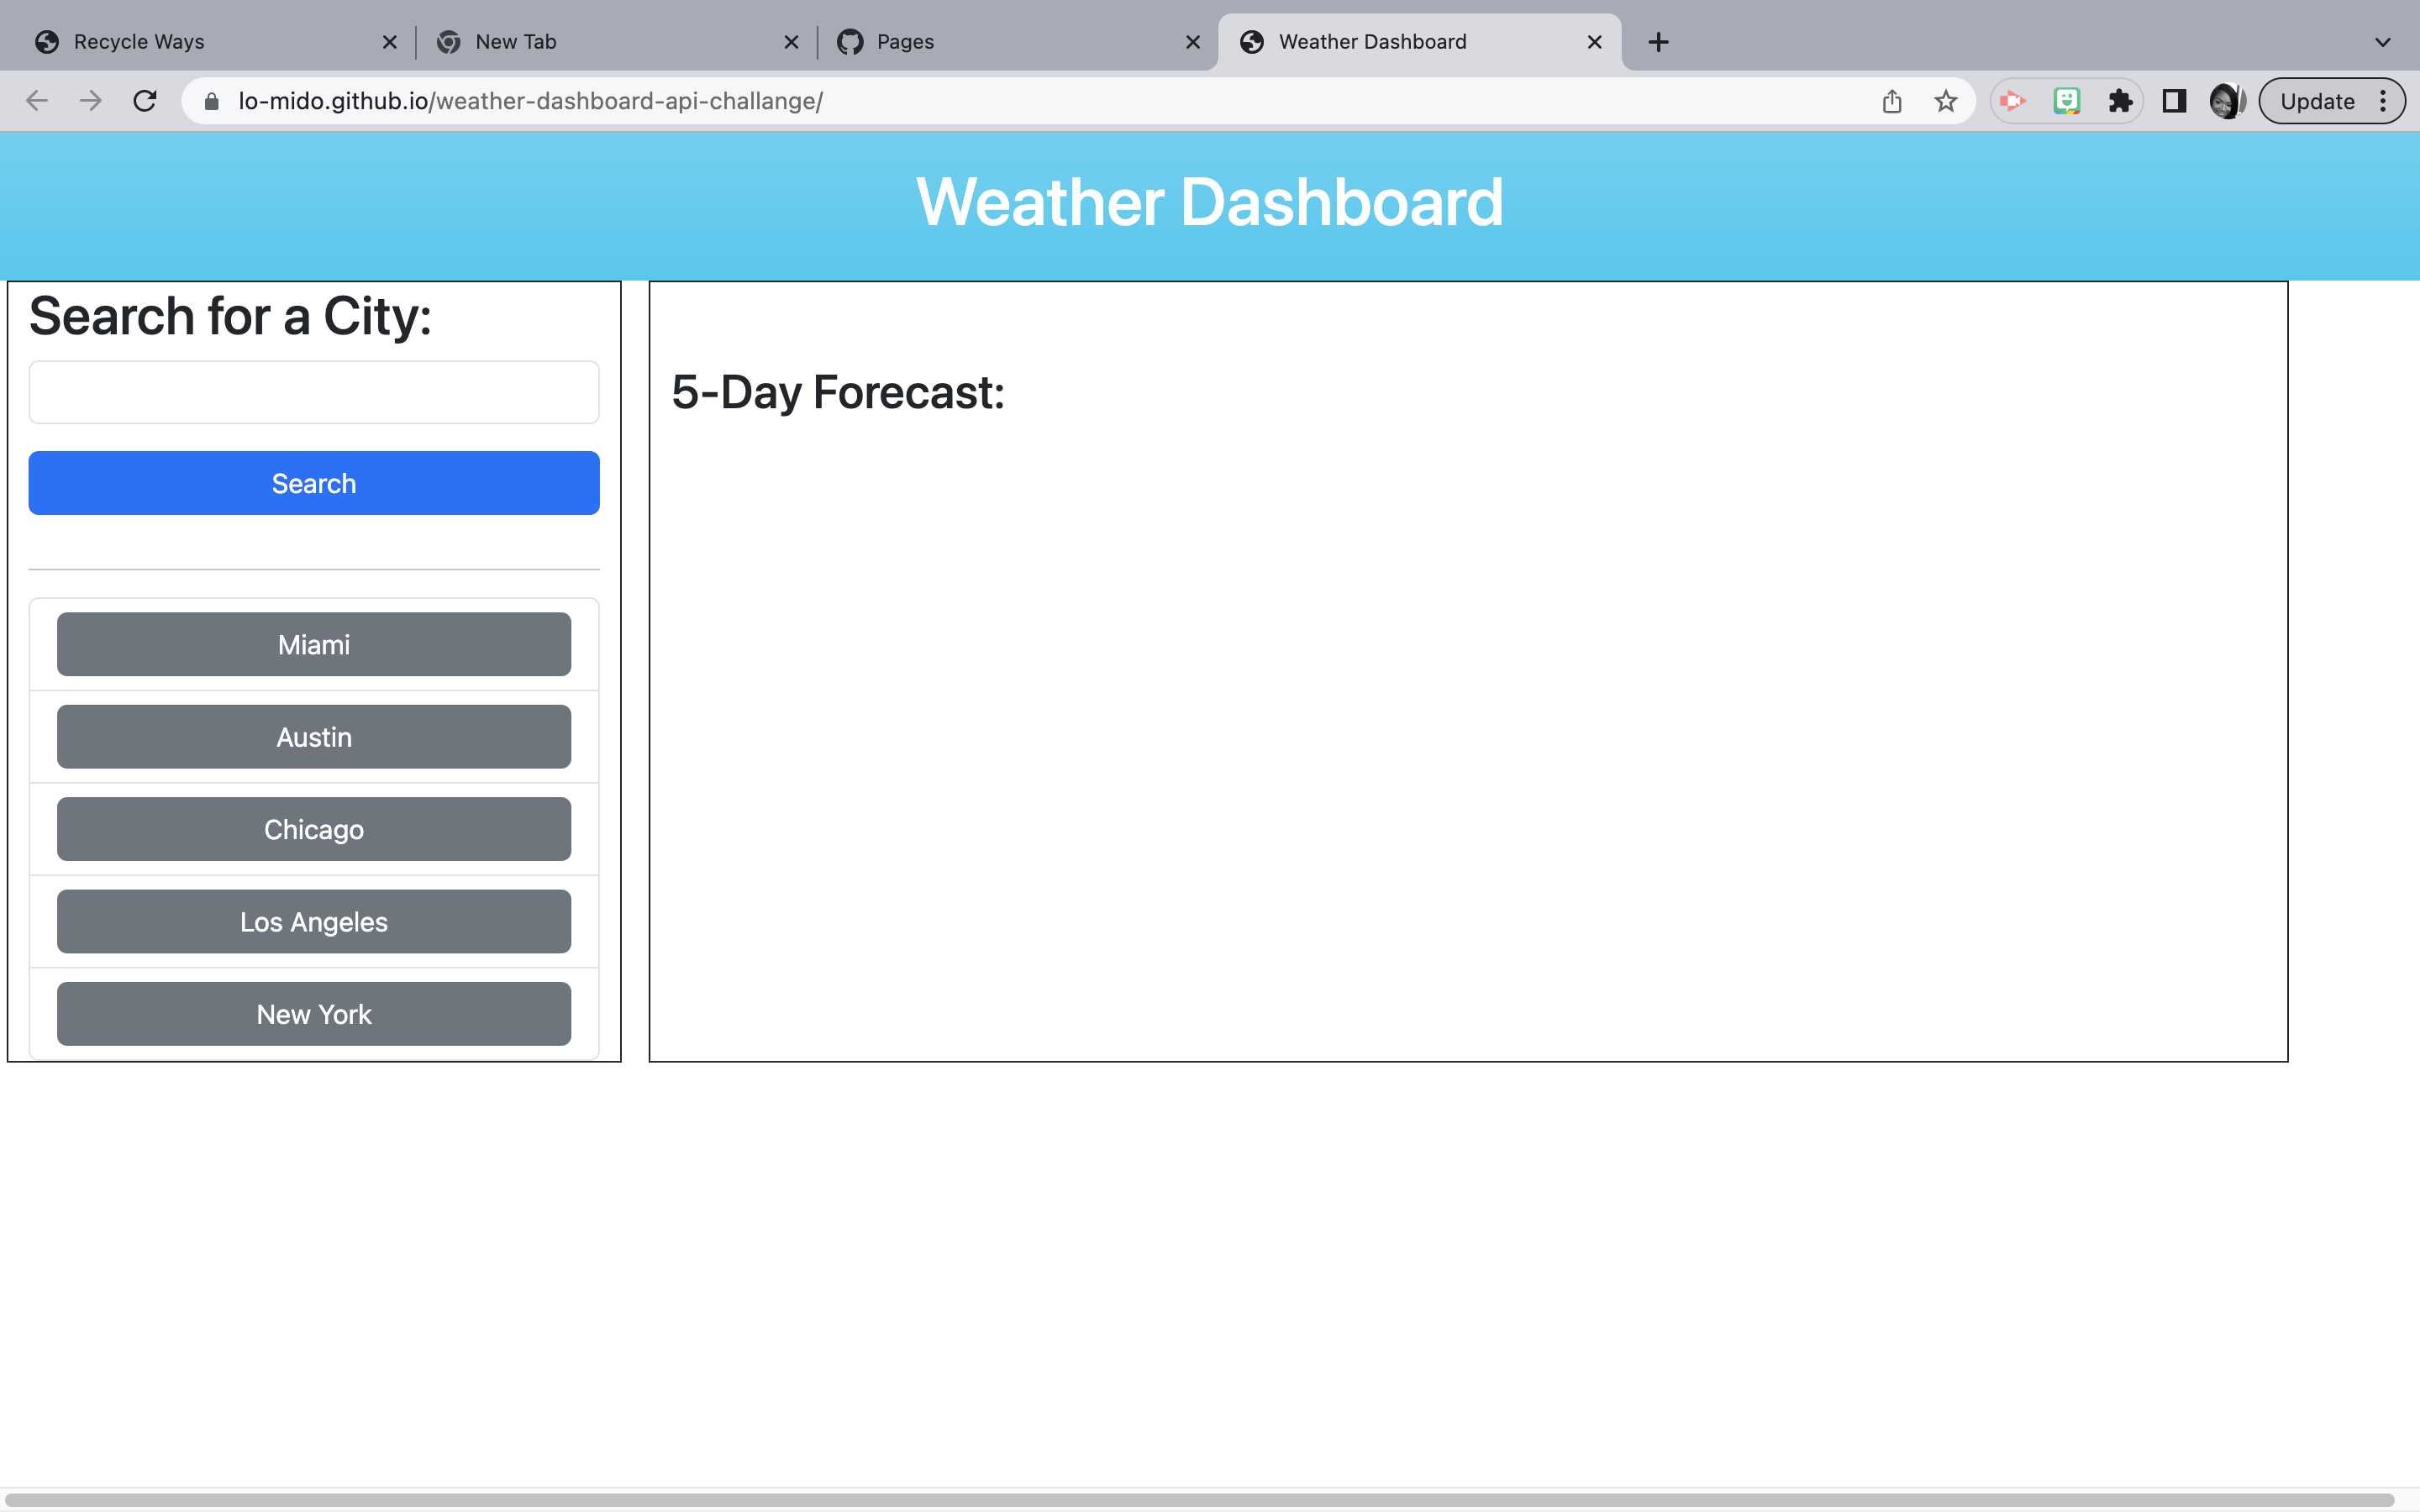 Recycle Ways
New Tab
Pages
Weather Dashboard
lo-mido.github.io/weather-dashboard-api-challange/
Update
Weather Dashboard
Search for a City:
Search
Miami
Austin
Chicago
Los Angeles
New York
5-Day Forecast: